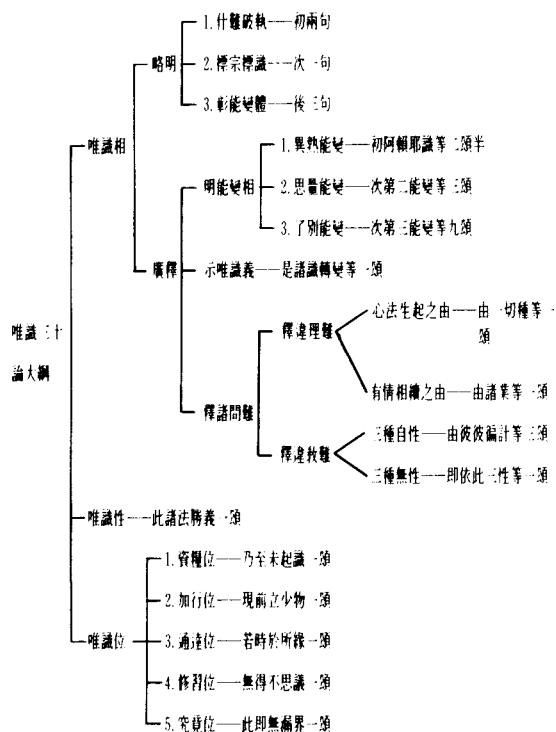 1.什難破執——初兩句
略明
2.標宗標識——次一句
3.彰能變體——後三句
唯識相
1.異熟能變——初阿賴耶識等二頌半
明能變相
2.思量能變——次第二能變等三頌
3.了別能變——次第三能變等九頌
廣釋
示唯識義——是諸識轉變等一頌
心法生起之由——由一切種等一
頌
釋違理難
有情相續之由——由諸業等一頌
釋諸問難
三種自性——由彼彼偏計等三頌
釋違教難
三種無性——即依此三性等一頌
唯識三十
論大綱
唯識性——此諸法勝義一頌
1.資糧位——乃至未起識一頌
2.加行位——現前立少物一頌
唯識位
3.通達位——若時於所緣一頌
4.修習位——無得不思議一頌
5.究竟位——此即無漏界一頌